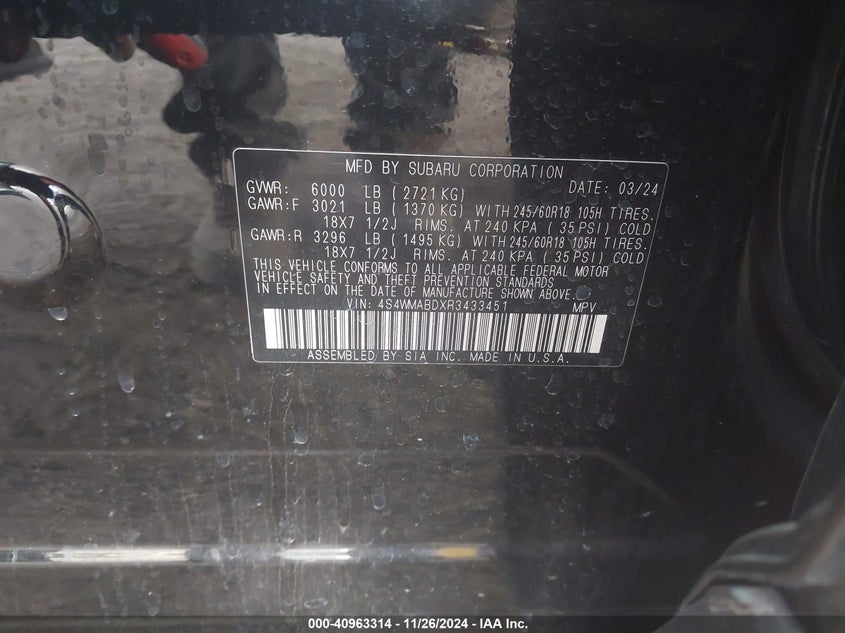 MFD BY SUBARU CORPORATION
GVWR: 6000 LB ( 2721 KG) DATE: 03/24
GAWR:F 3021 LB ( 1370 KG) WITH 245/60R18 105H TIRES.
18X7 1/2J RIMS. AT 240 KPA ( 35 PSI) COLD
GAWR:R 3296 LB ( 1495 KG) WITH 245/60R18 105H TIRES.
18X7 1/2J RIMS. AT 240 KPA ( 35 PSI) COLD
THIS VEHICLE CONFORMS TO ALL APPLICABLE FEDERAL MOTOR
VEHICLE SAFETY AND THEFT PREVENTION STANDARDS
IN EFFECT ON THE DATE OF MANUFACTURE SHOWN ABOVE.
VIN: 4S4WMABDXR3433451 MPV
ASSEMBLED BY SIA INC. MADE IN U.S.A.
000-40963314 - 11/26/2024 - IAA Inc.